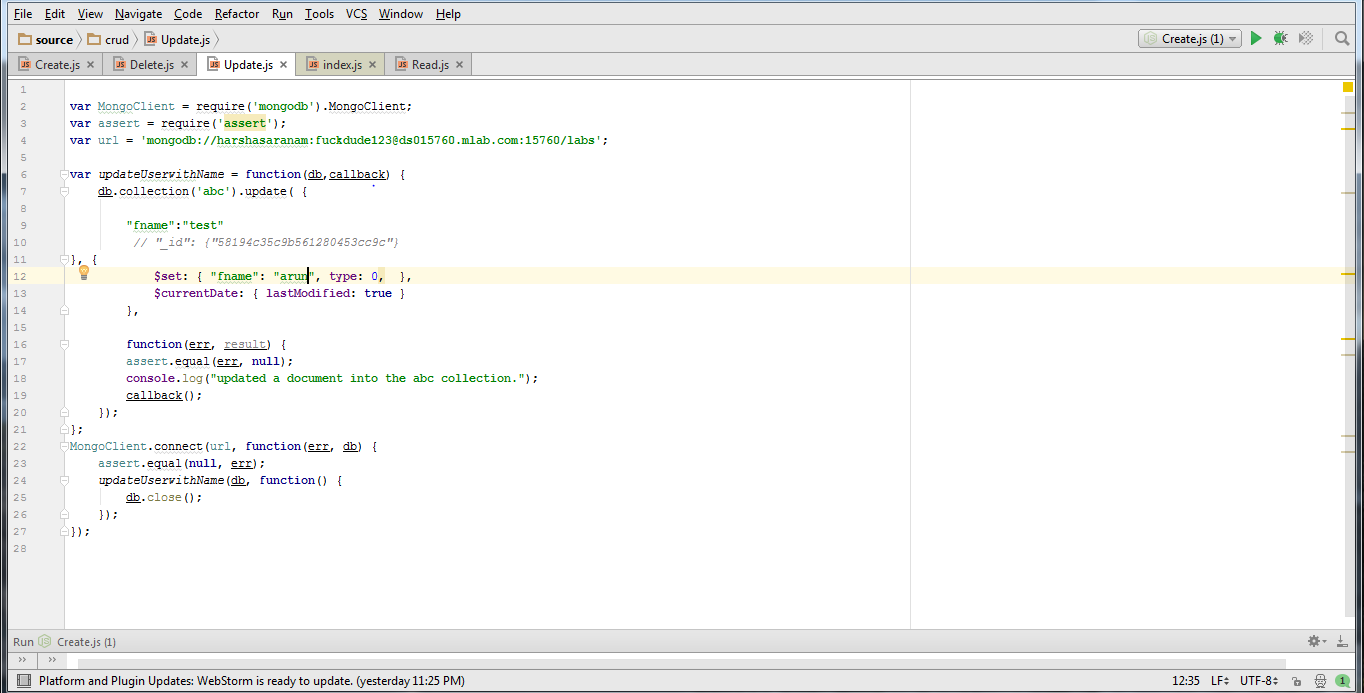 File Edit View Navigate Code Refactor Run Tools VCS Window Help
source crud Update.js Create.js (1)
Create.js Delete.js Update.js index.js Read.js
1
2 var MongoClient = require('mongodb').MongoClient;
3 var assert = require('assert');
4 var url = 'mongodb://harshasaranam:fuckdude123@ds015760.mlab.com:15760/labs';
5
6 var updateUserwithName = function(db,callback) {
7 db.collection('abc').update( {
8
9 "fname":"test"
10 // "_id": {"58194c35c9b561280453cc9c"}
11 }, {
12 $set: { "fname": "arun", type: 0,  },
13 $currentDate: { lastModified: true }
14 },
15
16 function(err, result) {
17 assert.equal(err, null);
18 console.log("updated a document into the abc collection.");
19 callback();
20 });
21 };
22 MongoClient.connect(url, function(err, db) {
23 assert.equal(null, err);
24 updateUserwithName(db, function() {
25 db.close();
26 });
27 });
28
Run Create.js (1)
Platform and Plugin Updates: WebStorm is ready to update. (yesterday 11:25 PM) 12:35 LF UTF-8 1